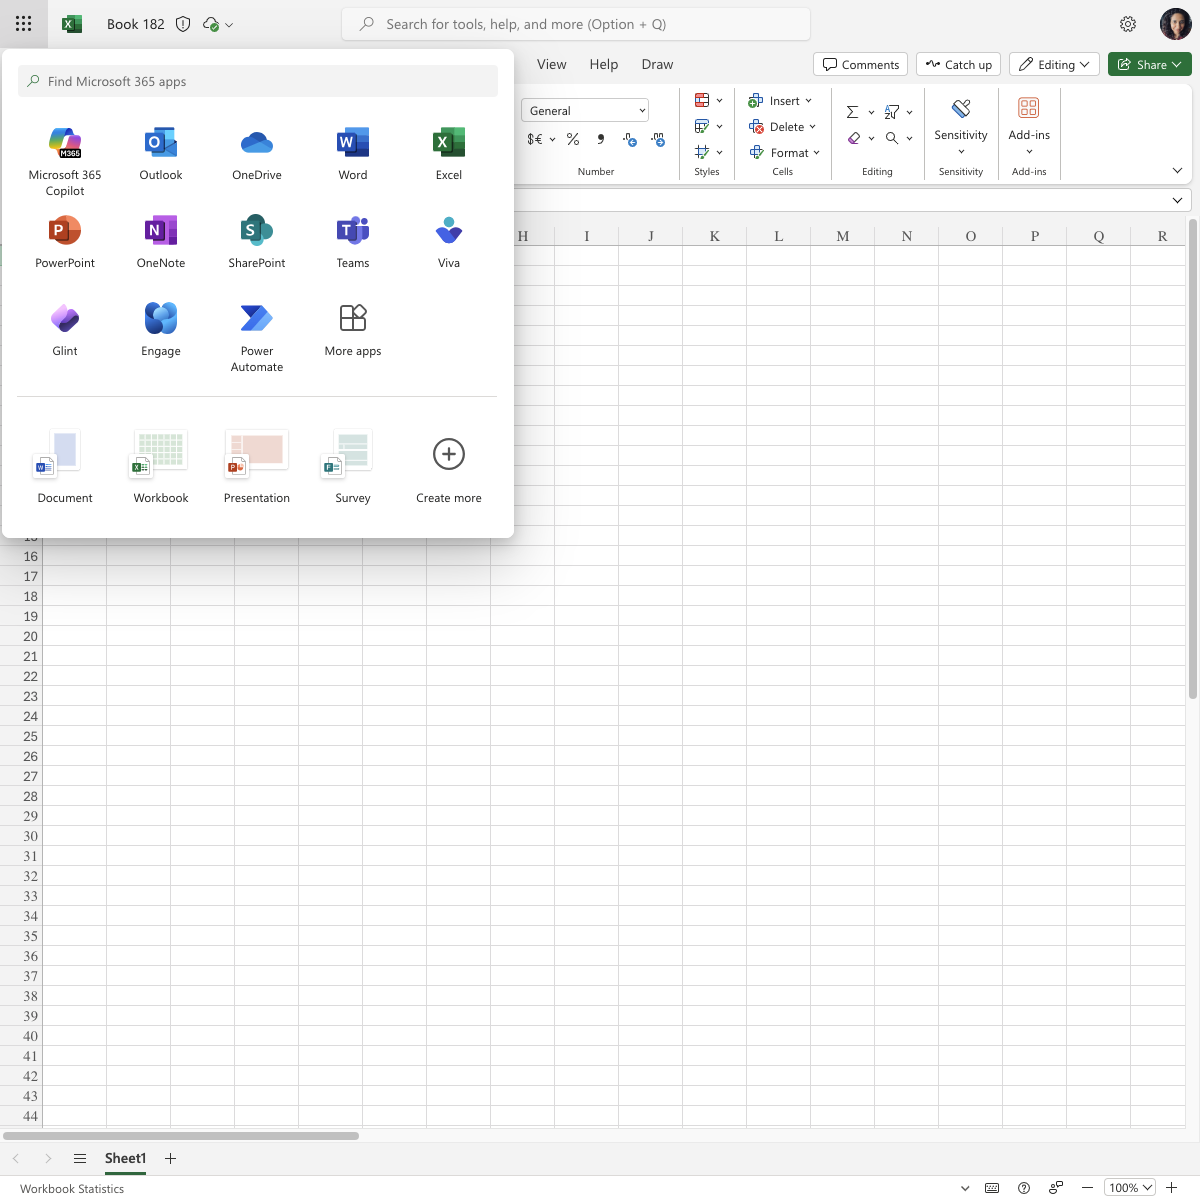 Book 182
Search for tools, help, and more (Option + Q)
Find Microsoft 365 apps
View Help Draw
Comments Catch up Editing Share
M365
Microsoft 365
Copilot
Outlook
OneDrive
Word
Excel
PowerPoint
OneNote
SharePoint
Teams
Viva
Glint
Engage
Power
Automate
More apps
Document
Workbook
Presentation
Survey
Create more
General
$€ % 9
Number
Styles
Insert
Delete
Format
Cells
Editing
Sensitivity
Sensitivity
Add-ins
Add-ins
H I J K L M N O P Q R
15
16
17
18
19
20
21
22
23
24
25
26
27
28
29
30
31
32
33
34
35
36
37
38
39
40
41
42
43
44
Sheet1
Workbook Statistics
100%